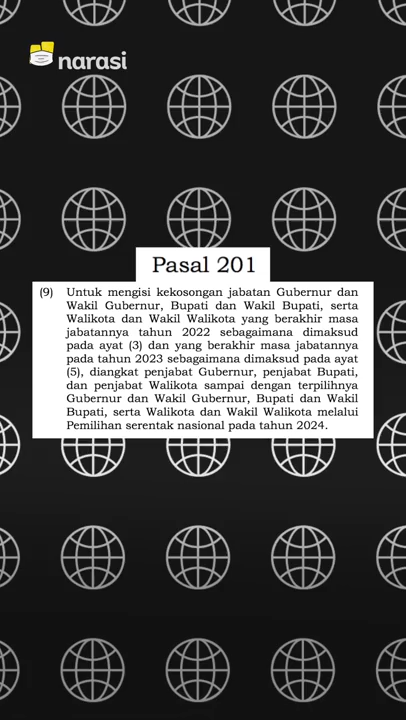 narasi
Pasal 201
(9) Untuk mengisi kekosongan jabatan Gubernur dan
Wakil Gubernur, Bupati dan Wakil Bupati, serta
Walikota dan Wakil Walikota yang berakhir masa
jabatannya tahun 2022 sebagaimana dimaksud
pada ayat (3) dan yang berakhir masa jabatannya
pada tahun 2023 sebagaimana dimaksud pada ayat
(5), diangkat penjabat Gubernur, penjabat Bupati,
dan penjabat Walikota sampai dengan terpilihnya
Gubernur dan Wakil Gubernur, Bupati dan Wakil
Bupati, serta Walikota dan Wakil Walikota melalui
Pemilihan serentak nasional pada tahun 2024.